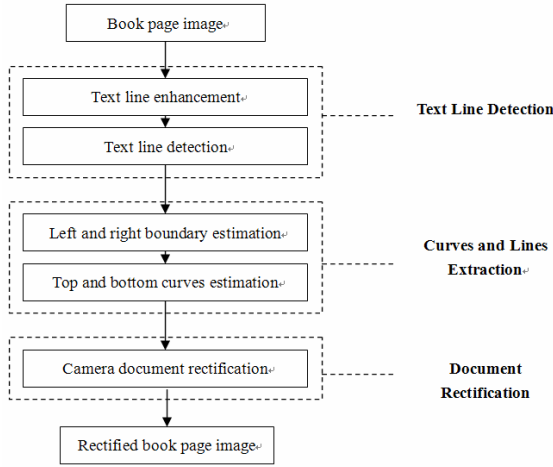 Book page image
Text line enhancement
Text Line Detection
Text line detection
Left and right boundary estimation
Curves and Lines
Extraction
Top and bottom curves estimation
Camera document rectification
Document
Rectification
Rectified book page image